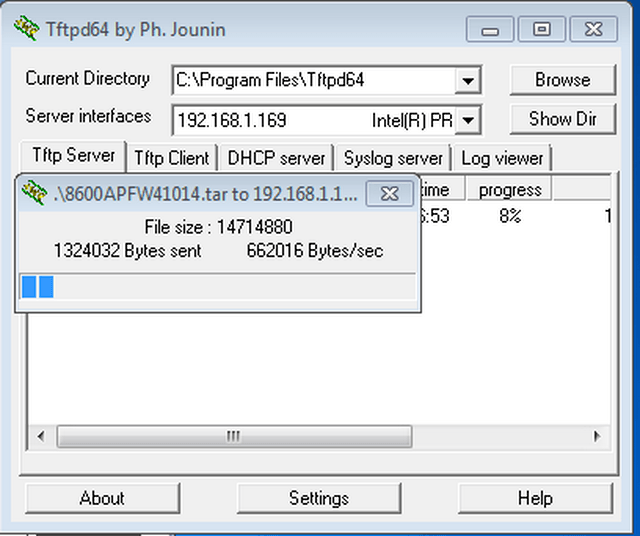 Tftpd64 by Ph. Jounin
Current Directory C:\Program Files\Tftpd64 Browse
Server interfaces 192.168.1.169 Intel(R) PR Show Dir
Tftp Server Tftp Client DHCP server Syslog server Log viewer
.\8600APFW41014.tar to 192.168.1.1...
time progress
File size : 14714880
:53 8% 1
1324032 Bytes sent 662016 Bytes/sec
About Settings Help